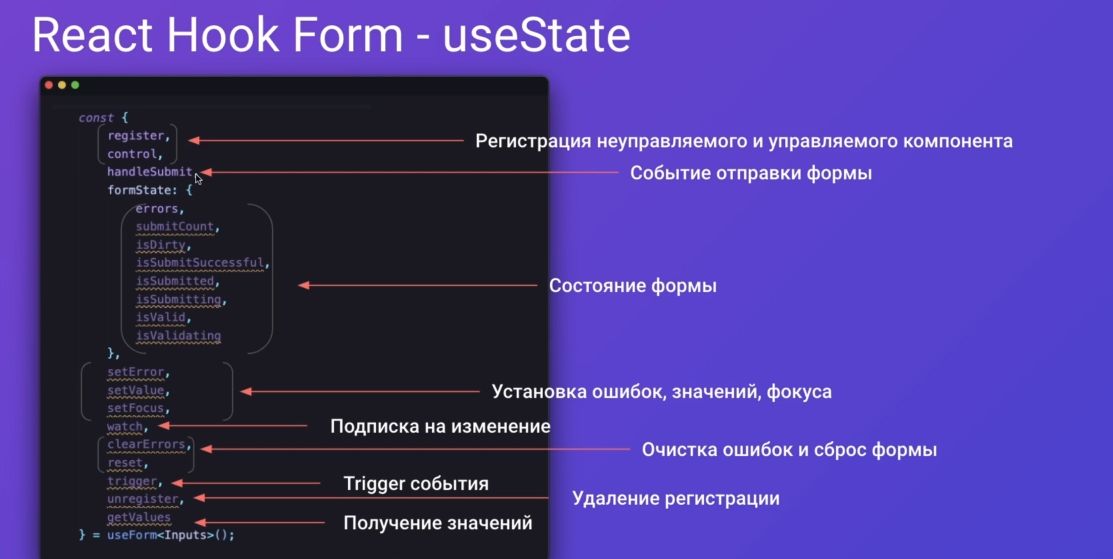 React Hook Form - useState
const {
register,
control,
Регистрация неуправляемого и управляемого компонента
handleSubmit,
Событие отправки формы
formState: {
errors,
submitCount,
isDirty,
isSubmitSuccessful,
isSubmitted,
isSubmitting,
isValid,
isValidating
Состояние формы
},
setError,
setValue,
setFocus,
Установка ошибок, значений, фокуса
watch,
Подписка на изменение
clearErrors,
reset,
Очистка ошибок и сброс формы
trigger,
Trigger события
unregister,
Удаление регистрации
getValues
Получение значений
} = useForm<Inputs>();